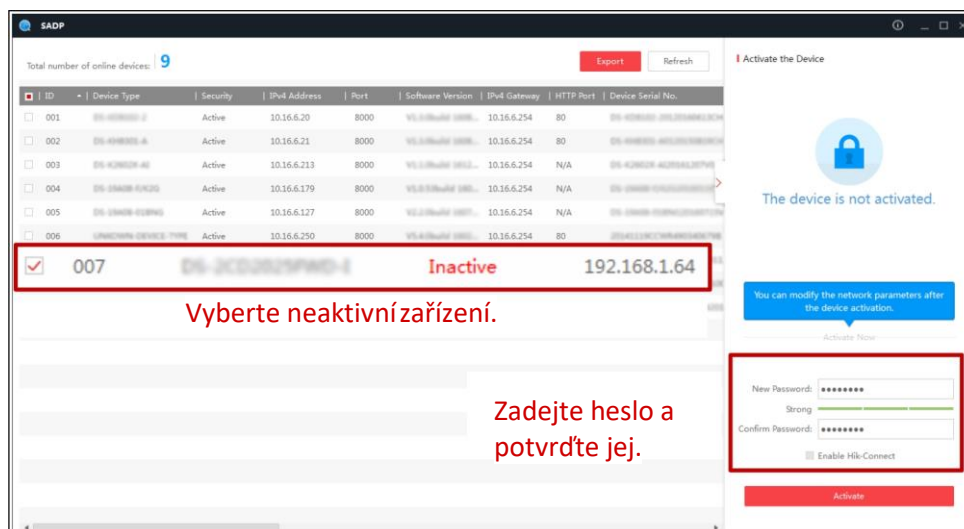 SADP
Total number of online devices: 9
Export Refresh
ID Device Type Security IPv4 Address Port Software Version IPv4 Gateway HTTP Port Device Serial No.
001 Active 10.16.6.20 8000 10.16.6.254 80
002 Active 10.16.6.21 8000 10.16.6.254 80
003 Active 10.16.6.213 8000 10.16.6.254 N/A
004 Active 10.16.6.179 8000 10.16.6.254 N/A
005 Active 10.16.6.127 8000 10.16.6.254 N/A
006 Active 10.16.6.250 8000 10.16.6.254 80
007 Inactive 192.168.1.64
Vyberte neaktivní zařízení.
Zadejte heslo a
potvrďte jej.
Activate the Device
The device is not activated.
You can modify the network parameters after
the device activation.
Activate Now
New Password: ●●●●●●●●
Strong
Confirm Password: ●●●●●●●●
Enable Hik-Connect
Activate